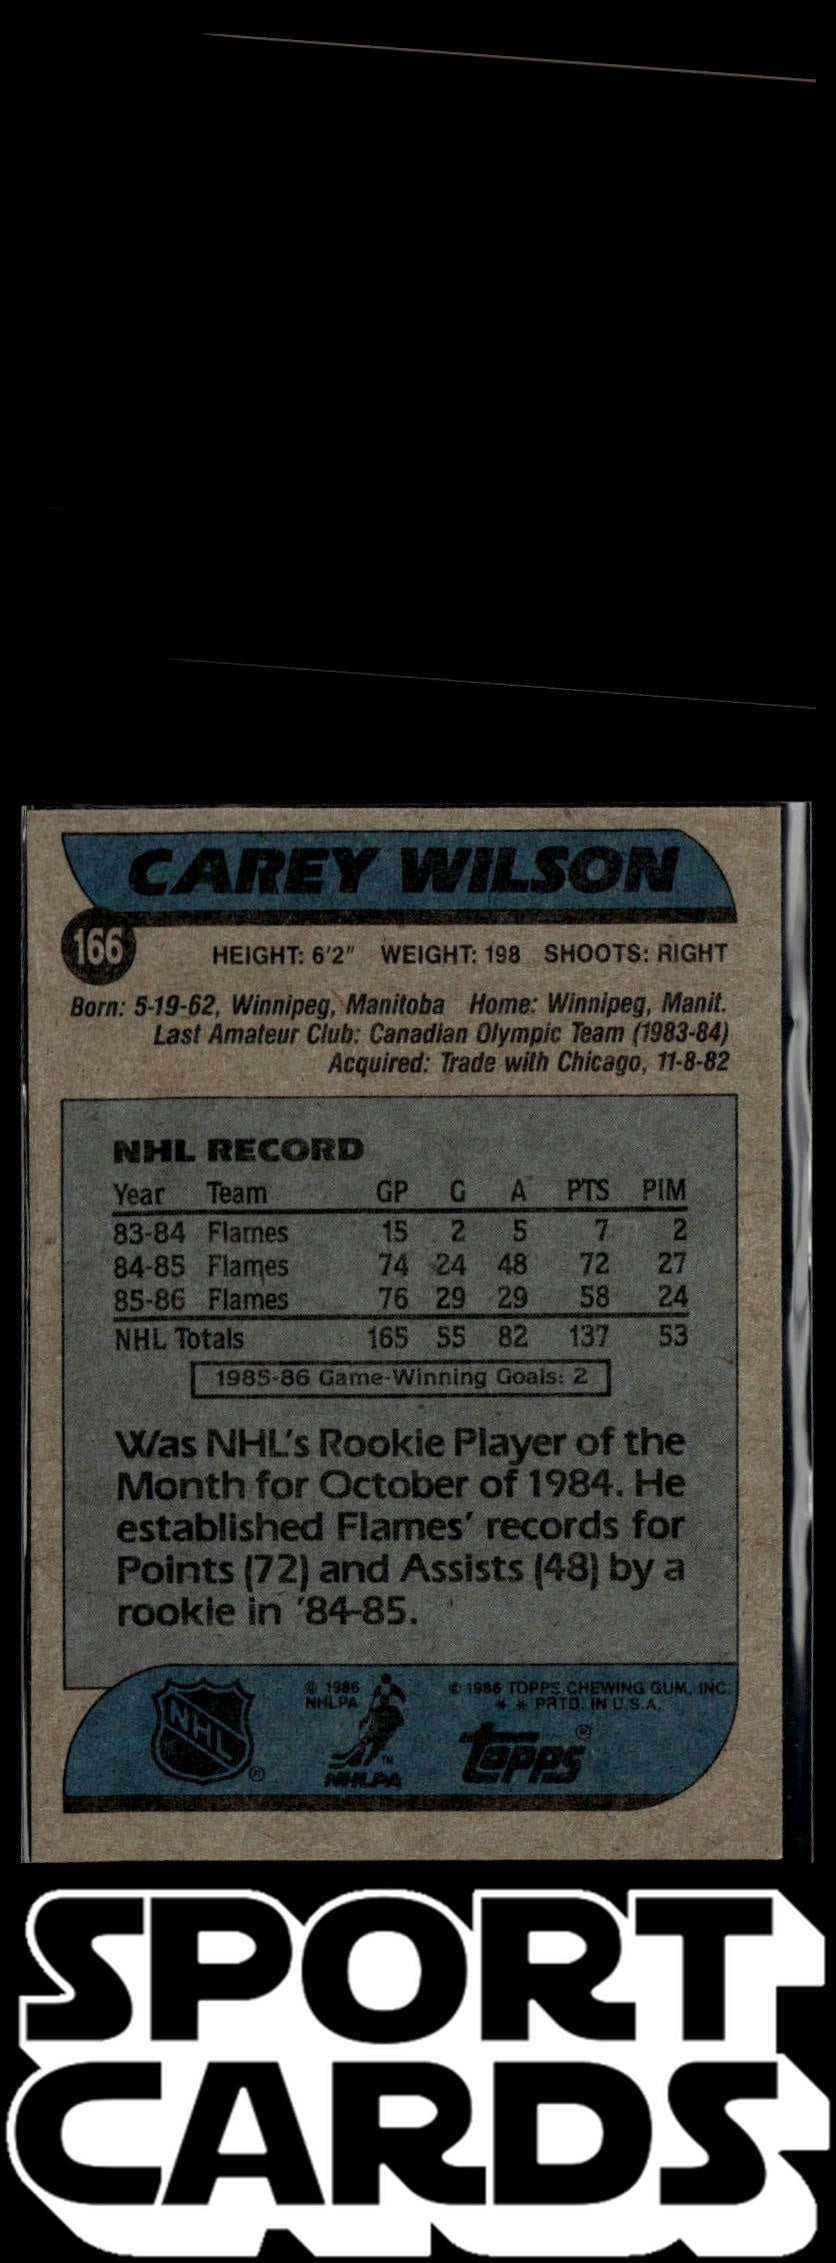 CAREY WILSON
166
HEIGHT: 6'2" WEIGHT: 198 SHOOTS: RIGHT
Born: 5-19-62, Winnipeg, Manitoba Home: Winnipeg, Manit.
Last Amateur Club: Canadian Olympic Team (1983-84)
Acquired: Trade with Chicago, 11-8-82
NHL RECORD
Year Team GP G A PTS PIM
83-84 Flames 15 2 5 7 2
84-85 Flames 74 24 48 72 27
85-86 Flames 76 29 29 58 24
NHL Totals 165 55 82 137 53
1985-86 Game-Winning Goals: 2
Was NHL's Rookie Player of the
Month for October of 1984. He
established Flames' records for
Points (72) and Assists (48) by a
rookie in '84-85.
NHL ®
© 1986
NHLPA
™
NHLPA
© 1986 TOPPS CHEWING GUM, INC.
* * PRTD. IN U.S.A.
topps ®
SPORT
CARDS